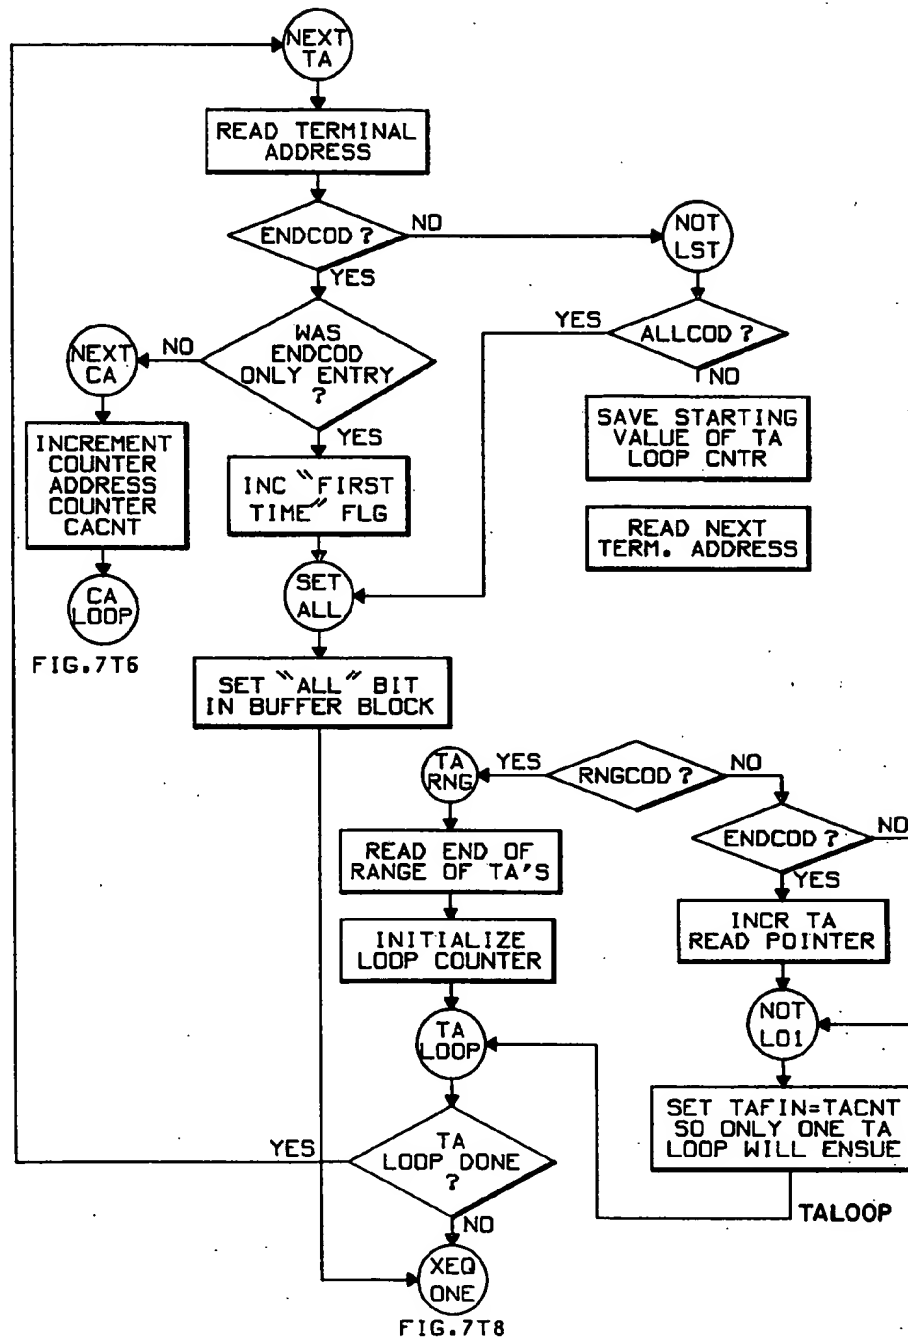 NEXT
TA
READ TERMINAL
ADDRESS
ENDCOD ?
NO
NOT
LST
YES
YES
ALLCOD ?
NO
WAS
ENDCOD
ONLY ENTRY
?
NO
NEXT
CA
YES
SAVE STARTING
VALUE OF TA
LOOP CNTR
INCREMENT
COUNTER
ADDRESS
COUNTER
CACNT
INC "FIRST
TIME" FLG
READ NEXT
TERM. ADDRESS
CA
LOOP
FIG.7T6
SET
ALL
SET "ALL" BIT
IN BUFFER BLOCK
TA
RNG
YES
RNGCOD ?
NO
ENDCOD ?
NO
YES
READ END OF
RANGE OF TA'S
INCR TA
READ POINTER
INITIALIZE
LOOP COUNTER
NOT
LO1
TA
LOOP
SET TAFIN=TACNT
SO ONLY ONE TA
LOOP WILL ENSUE
YES
TA
LOOP DONE
?
TALOOP
NO
XEQ
ONE
FIG.7T8